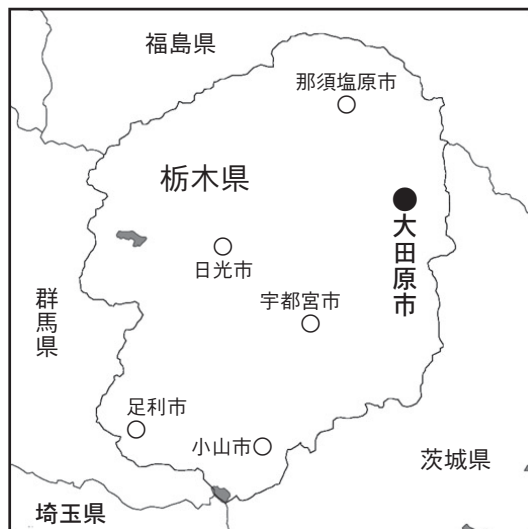 福島県
那須塩原市
栃木県
大田原市
日光市
宇都宮市
群馬県
足利市
小山市
茨城県
埼玉県